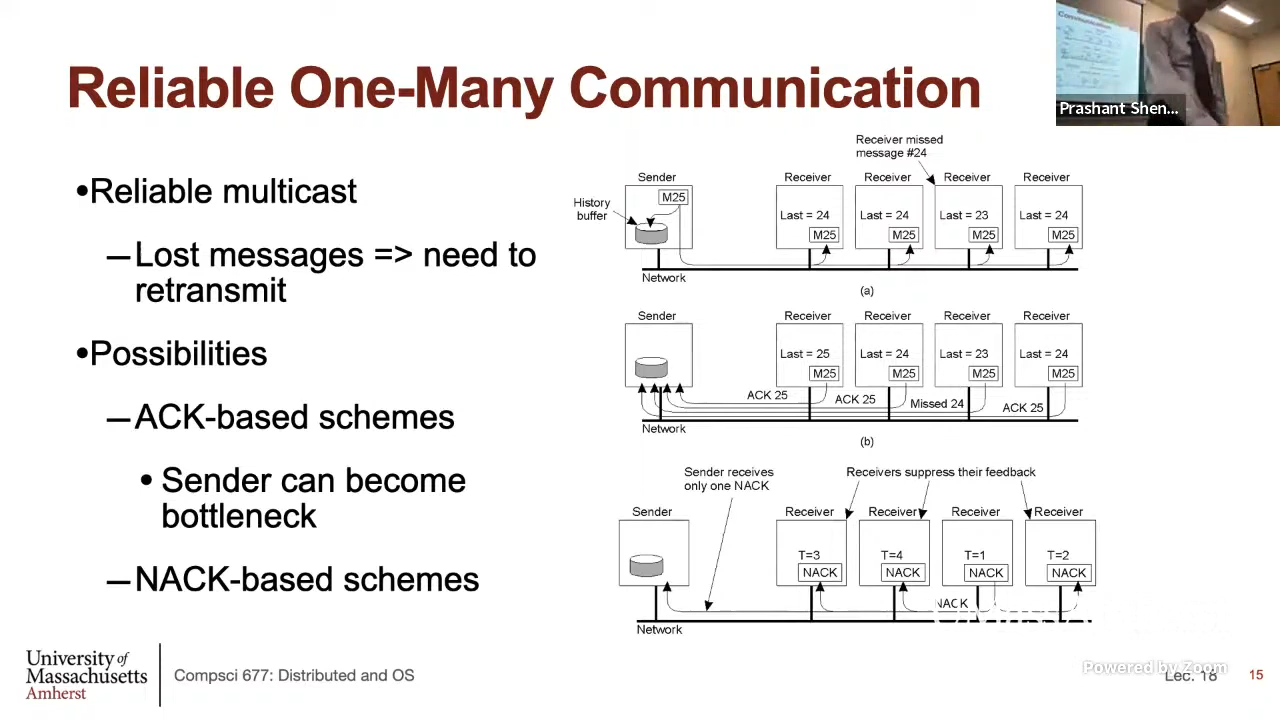 Reliable One-Many Communication
Prashant Shen...
•Reliable multicast
–Lost messages => need to
retransmit
•Possibilities
–ACK-based schemes
• Sender can become
bottleneck
–NACK-based schemes
Receiver missed
message #24
Sender Receiver Receiver Receiver Receiver
History
buffer
M25
Last = 24 Last = 24 Last = 23 Last = 24
M25 M25 M25 M25
Network
(a)
Sender Receiver Receiver Receiver Receiver
Last = 25 Last = 24 Last = 23 Last = 24
M25 M25 M25 M25
ACK 25 ACK 25 Missed 24 ACK 25
Network
(b)
Sender receives
only one NACK
Receivers suppress their feedback
Sender Receiver Receiver Receiver Receiver
T=3 T=4 T=1 T=2
NACK NACK NACK NACK
NACK
Network
University of
Massachusetts
Amherst
Compsci 677: Distributed and OS
Powered by Zoom
Lec. 18
15